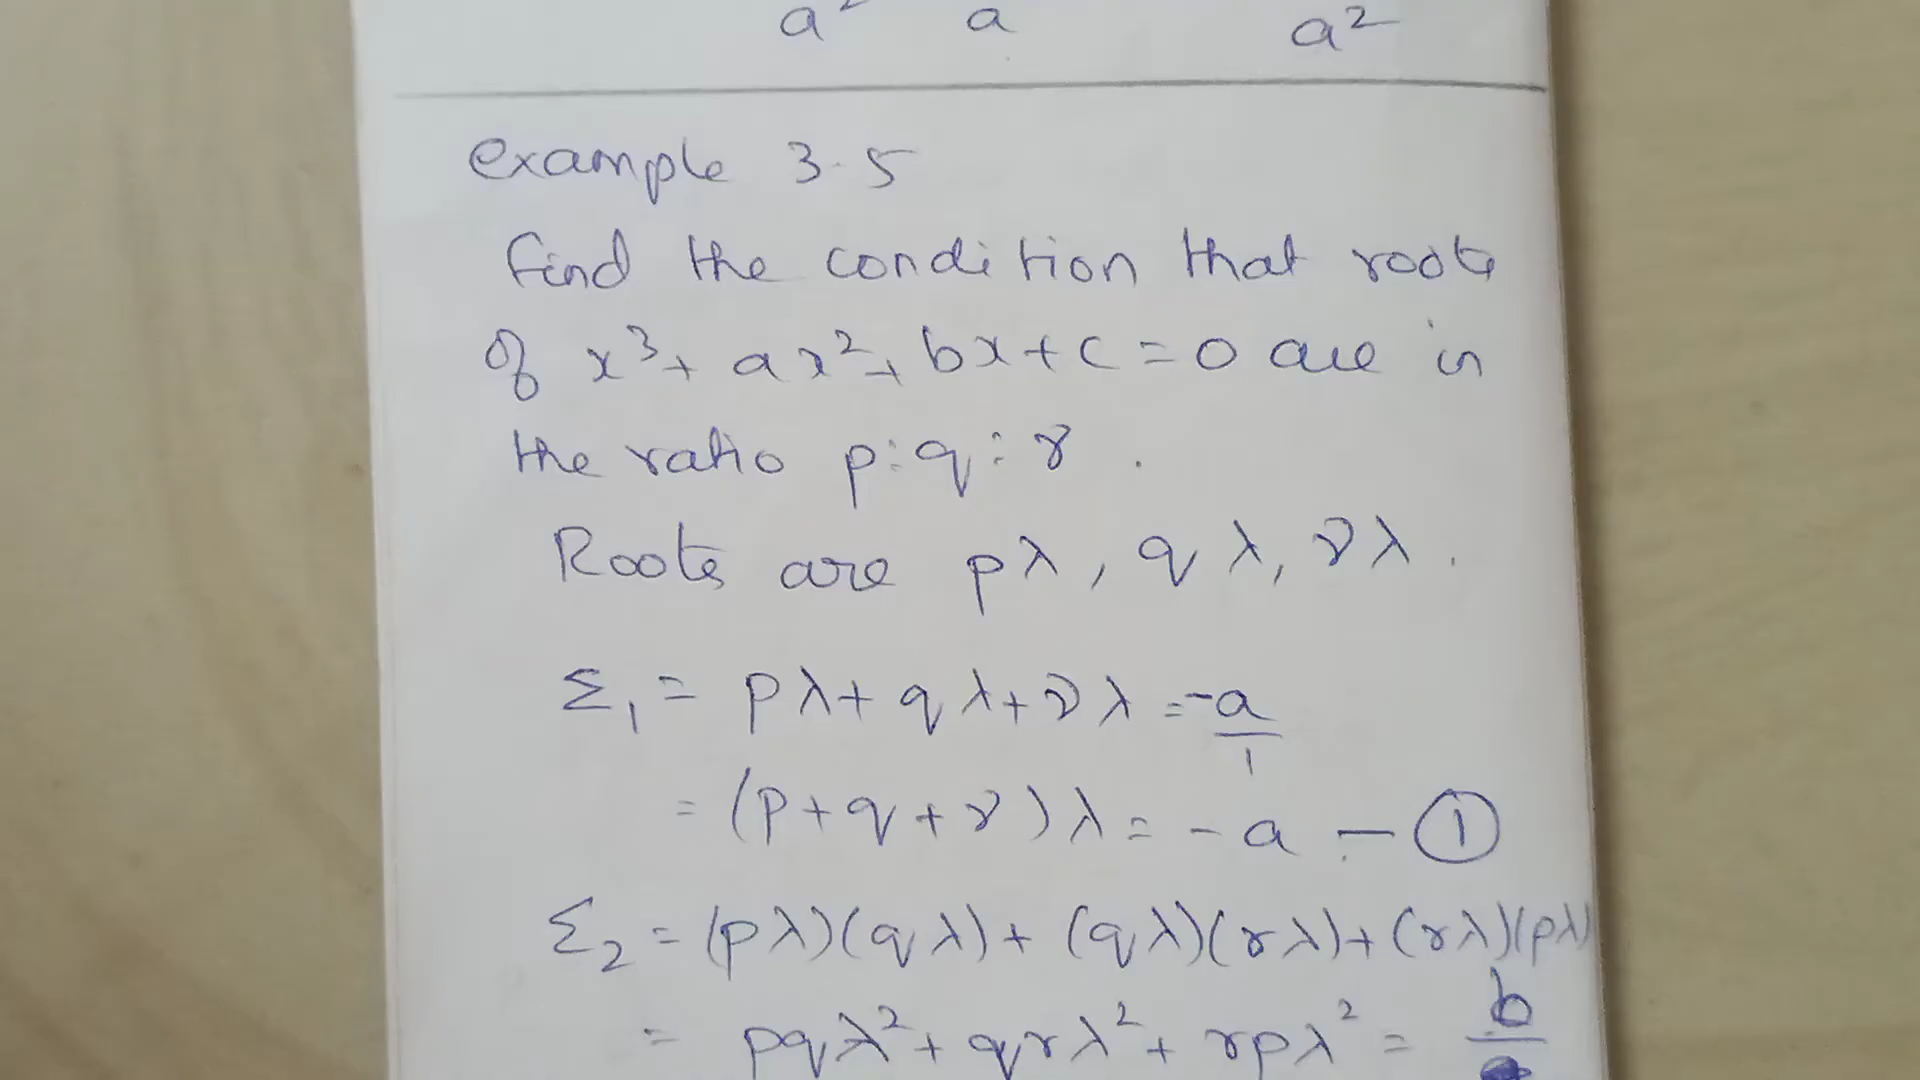 a² a a²
example 3.5
find the condition that roots
of x³ + ax² + bx + c = 0 are in
the ratio p : q : r .
Roots are pλ, qλ, rλ.
Σ₁ = pλ + qλ + rλ = -a/1
= (p + q + r) λ = - a — ①
Σ₂ = (pλ)(qλ) + (qλ)(rλ) + (rλ)(pλ)
= pqλ² + qrλ² + rpλ² = b/